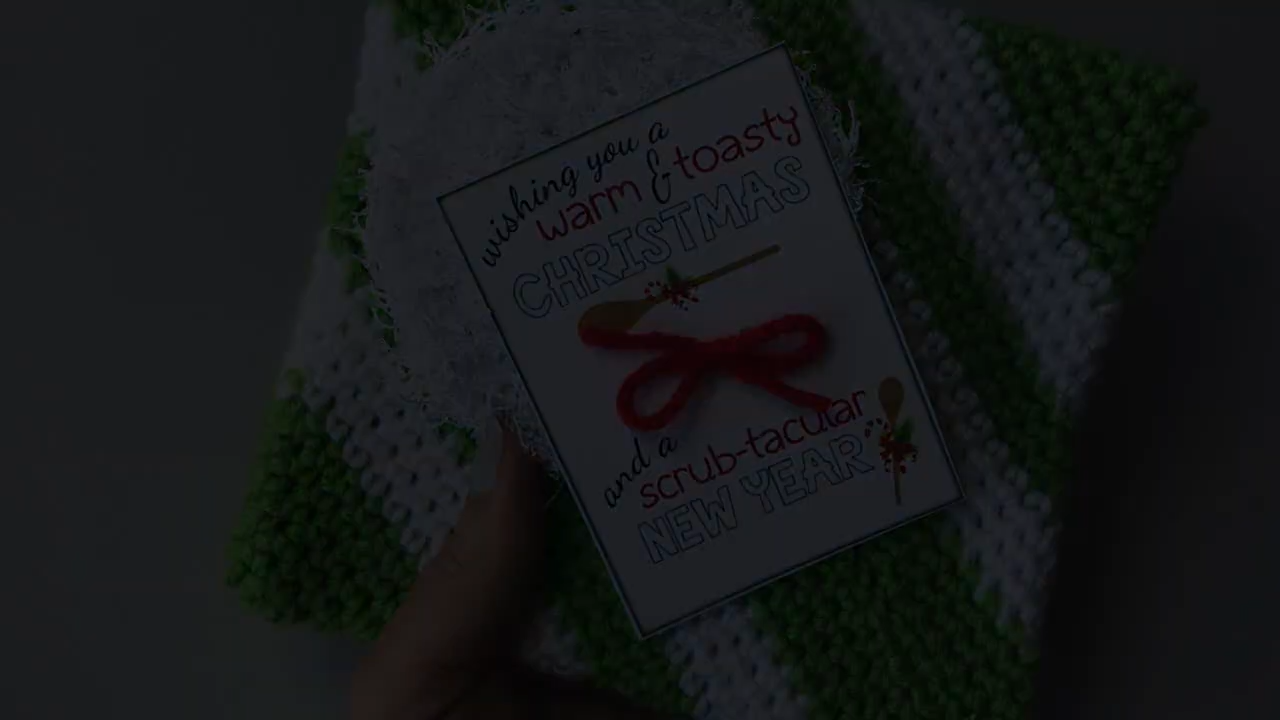 wishing you a
warm & toasty
CHRISTMAS
and a
scrub-tacular
NEW YEAR